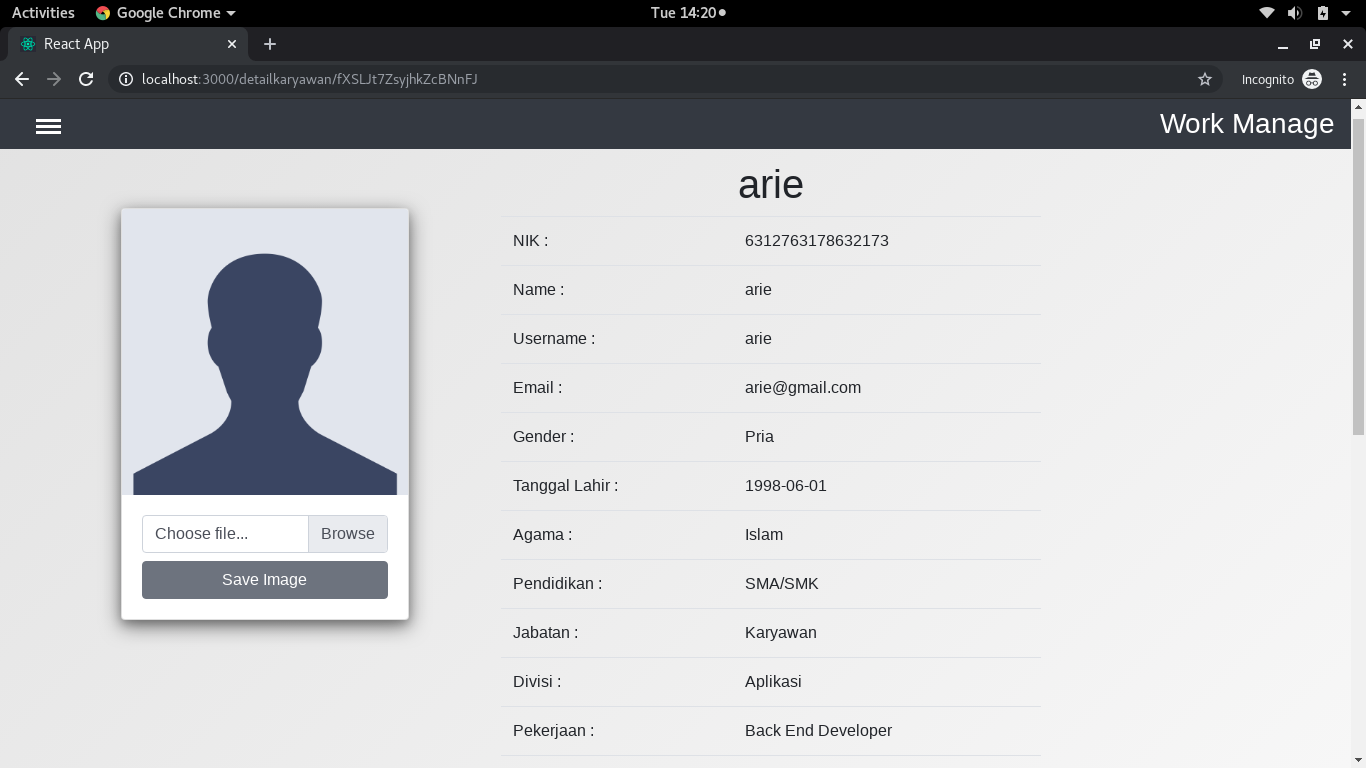 Activities Google Chrome Tue 14:20
React App
localhost:3000/detailkaryawan/fXSLJt7ZsyjhkZcBNnFJ Incognito
Work Manage
arie
NIK : 6312763178632173
Name : arie
Username : arie
Email : arie@gmail.com
Gender : Pria
Tanggal Lahir : 1998-06-01
Agama : Islam
Pendidikan : SMA/SMK
Jabatan : Karyawan
Divisi : Aplikasi
Pekerjaan : Back End Developer
Choose file... Browse
Save Image